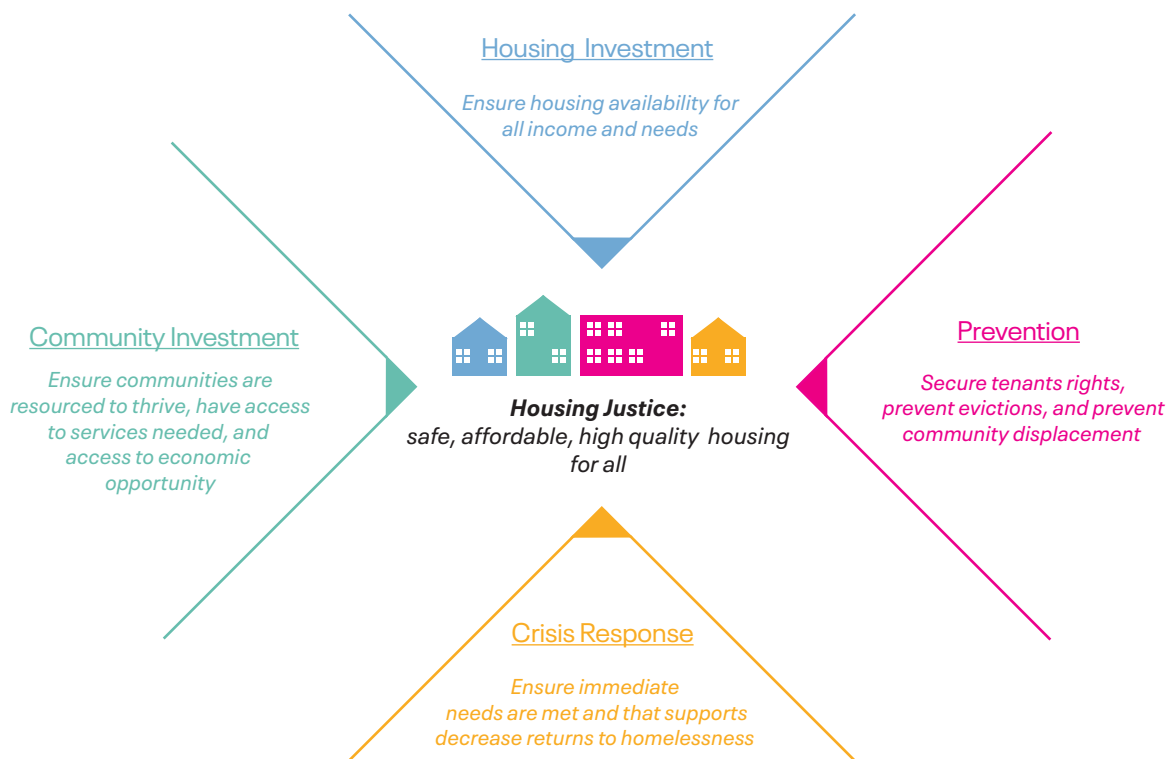 Housing Investment
Ensure housing availability for
all income and needs
Community Investment
Ensure communities are
resourced to thrive, have access
to services needed, and
access to economic
opportunity
Housing Justice:
safe, affordable, high quality housing
for all
Prevention
Secure tenants rights,
prevent evictions, and prevent
community displacement
Crisis Response
Ensure immediate
needs are met and that supports
decrease returns to homelessness